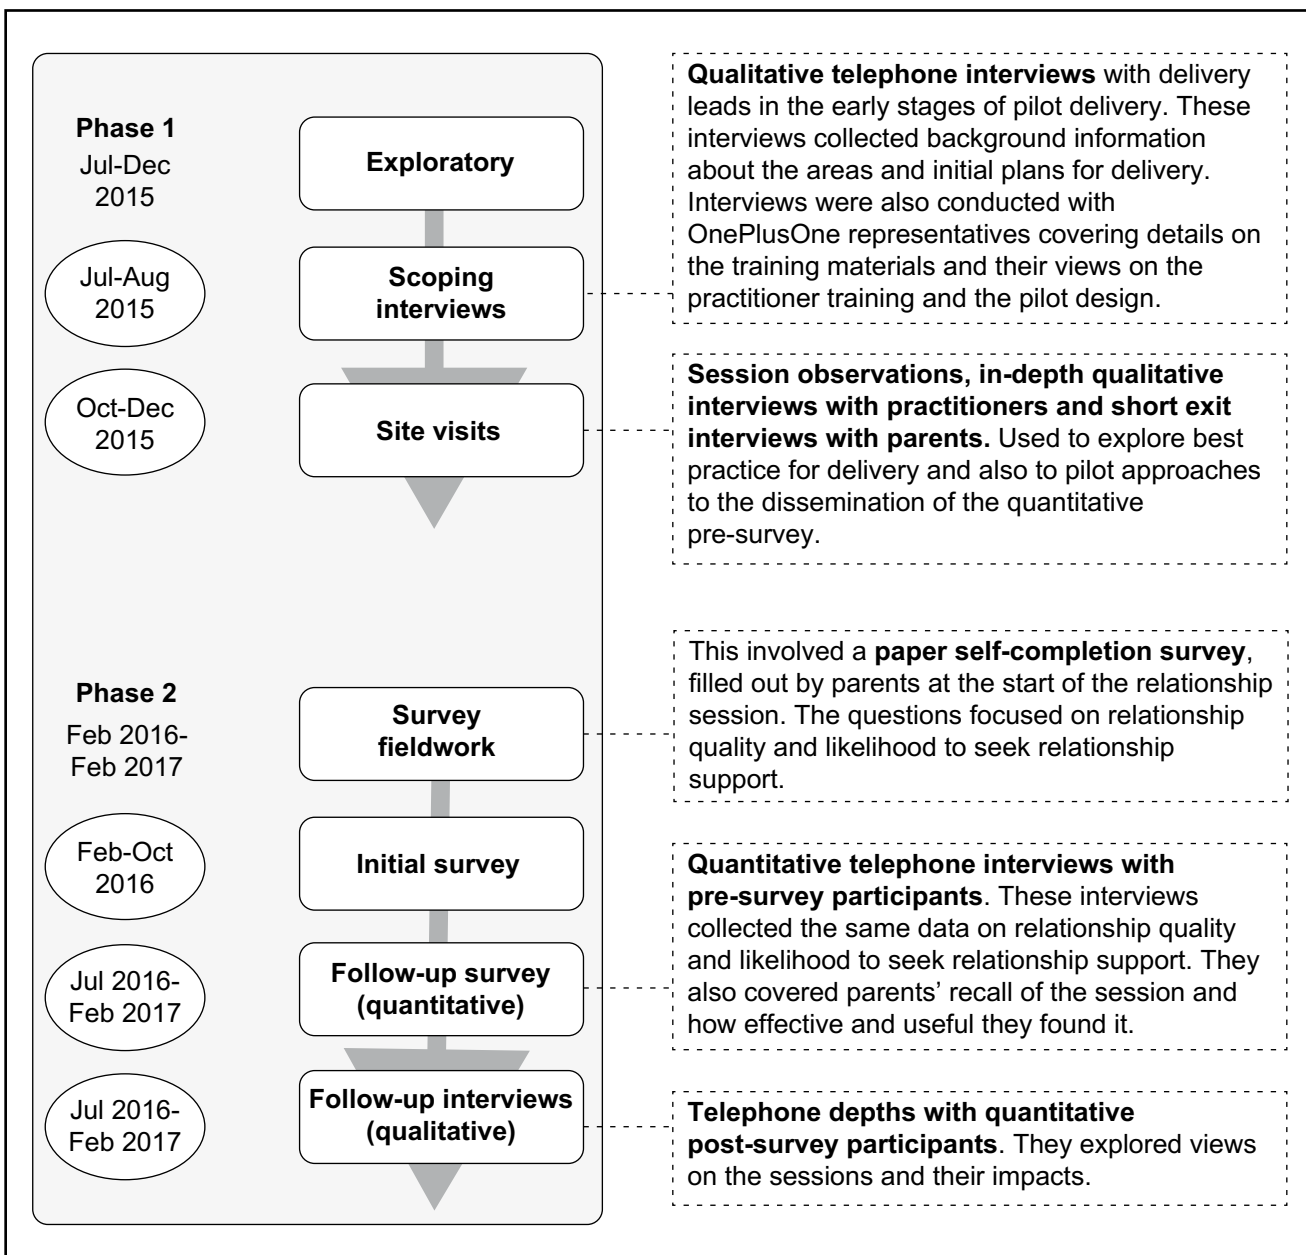 Phase 1
Jul-Dec
2015
Exploratory
Jul-Aug
2015
Scoping
interviews
Qualitative telephone interviews with delivery
leads in the early stages of pilot delivery. These
interviews collected background information
about the areas and initial plans for delivery.
Interviews were also conducted with
OnePlusOne representatives covering details on
the training materials and their views on the
practitioner training and the pilot design.
Oct-Dec
2015
Site visits
Session observations, in-depth qualitative
interviews with practitioners and short exit
interviews with parents. Used to explore best
practice for delivery and also to pilot approaches
to the dissemination of the quantitative
pre-survey.
Phase 2
Feb 2016-
Feb 2017
Survey
fieldwork
This involved a paper self-completion survey,
filled out by parents at the start of the relationship
session. The questions focused on relationship
quality and likelihood to seek relationship
support.
Feb-Oct
2016
Initial survey
Jul 2016-
Feb 2017
Follow-up survey
(quantitative)
Quantitative telephone interviews with
pre-survey participants. These interviews
collected the same data on relationship quality
and likelihood to seek relationship support. They
also covered parents’ recall of the session and
how effective and useful they found it.
Jul 2016-
Feb 2017
Follow-up interviews
(qualitative)
Telephone depths with quantitative
post-survey participants. They explored views
on the sessions and their impacts.